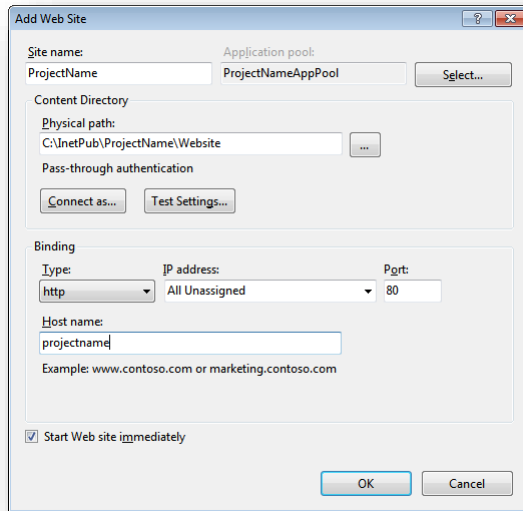 Add Web Site
Site name:
Application pool:
ProjectName
ProjectNameAppPool
Select...
Content Directory
Physical path:
C:\InetPub\ProjectName\Website
...
Pass-through authentication
Connect as...
Test Settings...
Binding
Type:
IP address:
Port:
http
All Unassigned
80
Host name:
projectname
Example: www.contoso.com or marketing.contoso.com
Start Web site immediately
OK
Cancel